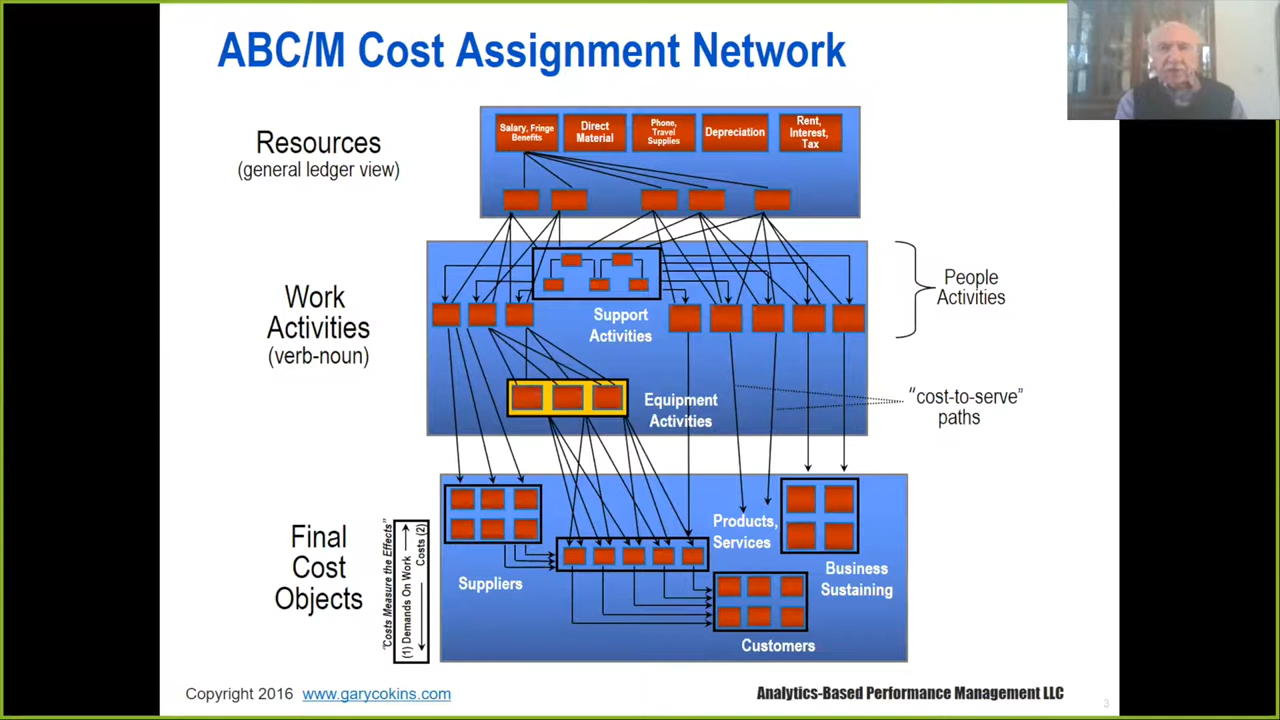 ABC/M Cost Assignment Network
Resources
(general ledger view)
Salary, Fringe
Benefits
Direct
Material
Phone,
Travel
Supplies
Depreciation
Rent,
Interest,
Tax
Work
Activities
(verb-noun)
Support
Activities
People
Activities
Equipment
Activities
“cost-to-serve”
paths
Final
Cost
Objects
"Costs Measure the Effects"
(1) Demands On Work
Costs (2)
Suppliers
Products,
Services
Business
Sustaining
Customers
Copyright 2016 www.garycokins.com
Analytics-Based Performance Management LLC
3